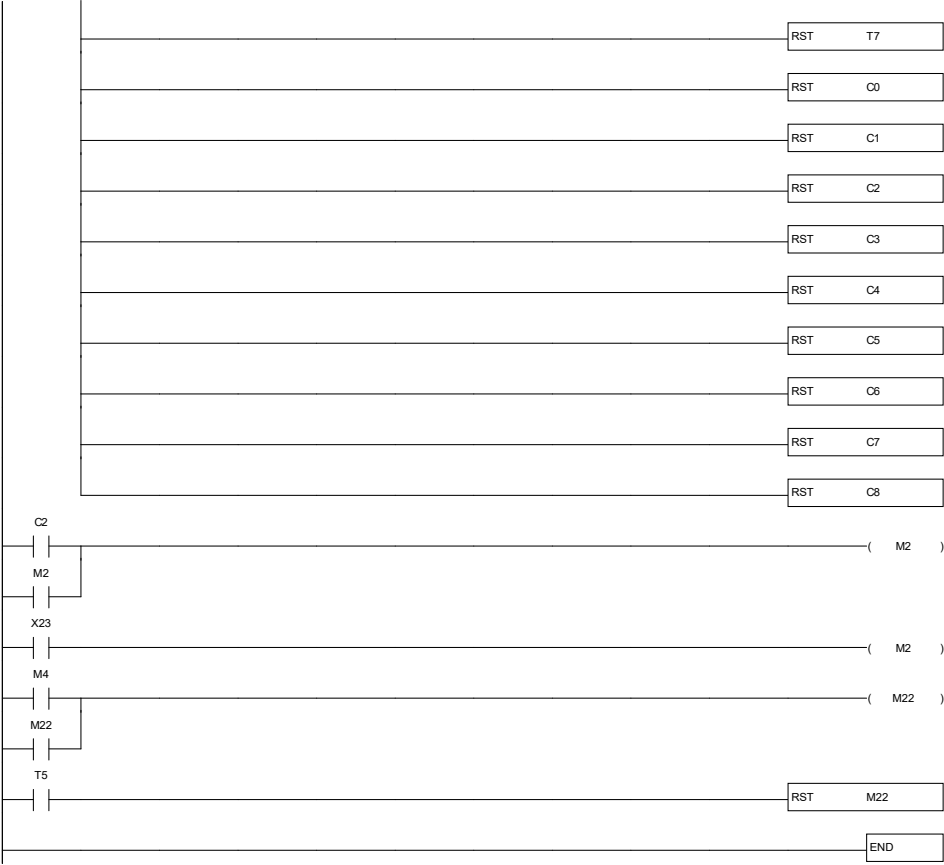 RST T7
RST C0
RST C1
RST C2
RST C3
RST C4
RST C5
RST C6
RST C7
RST C8
C2
( M2 )
M2
X23
( M2 )
M4
( M22 )
M22
T5
RST M22
END